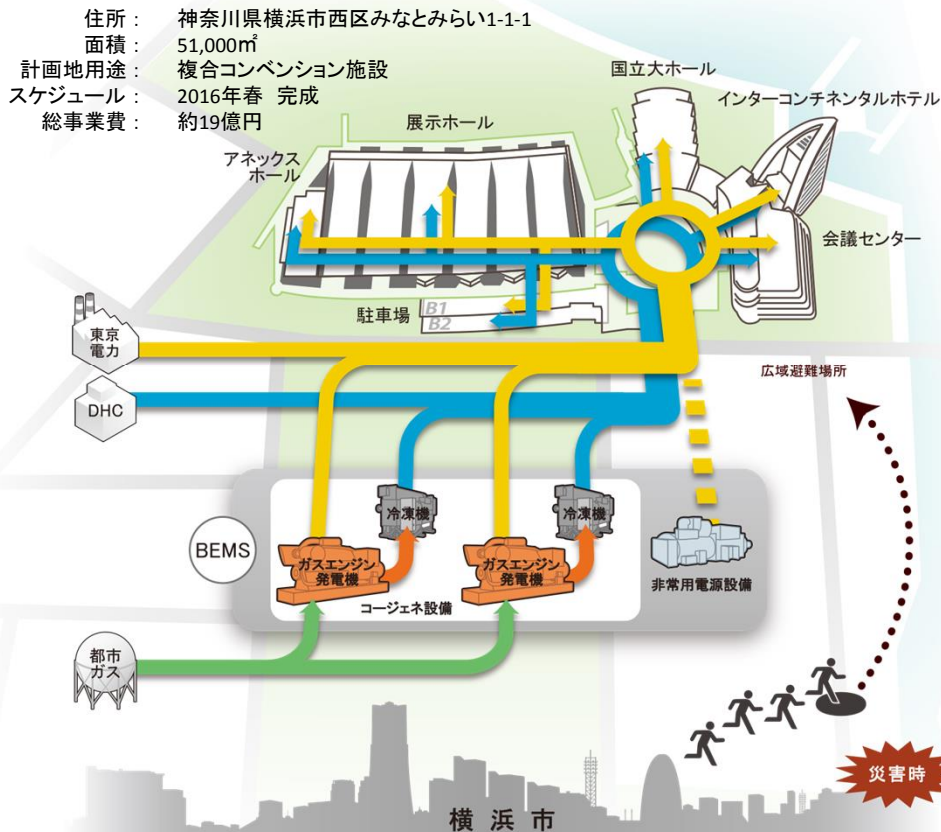 住所： 神奈川県横浜市西区みなとみらい1-1-1
面積： 51,000㎡
計画地用途： 複合コンベンション施設
スケジュール： 2016年春 完成
総事業費： 約19億円
国立大ホール
インターコンチネンタルホテル
展示ホール
アネックス
ホール
会議センター
駐車場
B1
B2
東京
電力
広域避難場所
DHC
冷凍機
冷凍機
BEMS
ガスエンジン
発電機
ガスエンジン
発電機
非常用電源設備
コージェネ設備
都市
ガス
災害時
横浜市